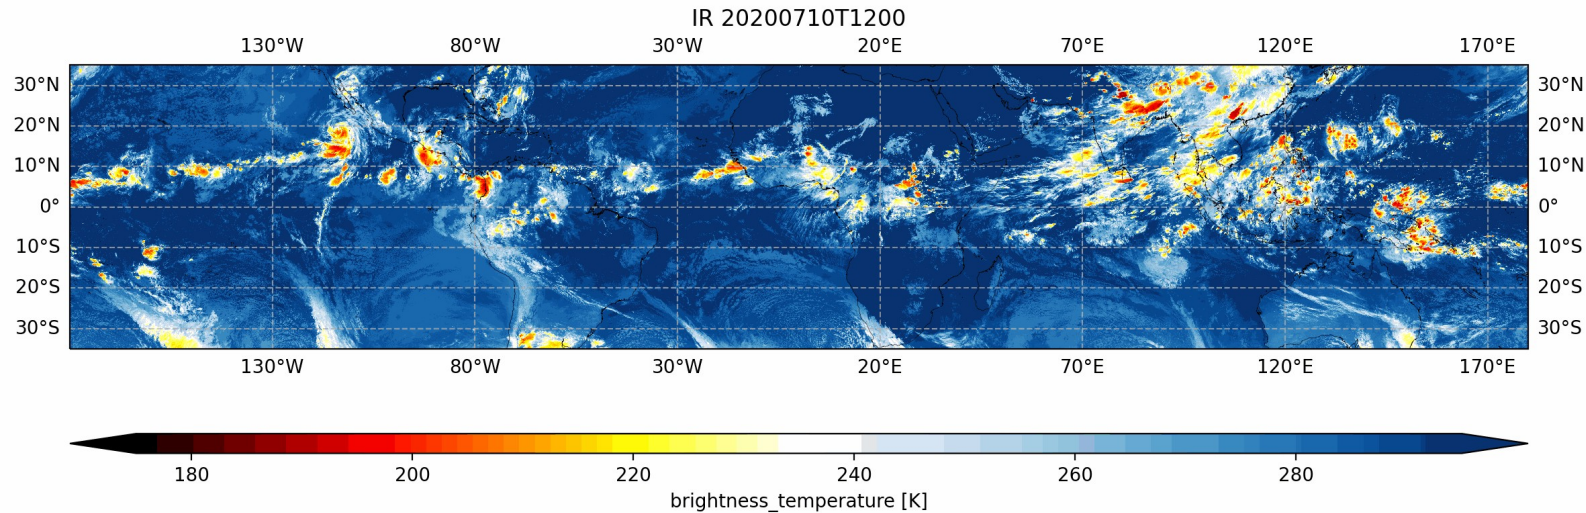 IR 20200710T1200
130°W 80°W 30°W 20°E 70°E 120°E 170°E
30°N 30°N
20°N 20°N
10°N 10°N
0° 0°
10°S 10°S
20°S 20°S
30°S 30°S
130°W 80°W 30°W 20°E 70°E 120°E 170°E
180 200 220 240 260 280
brightness_temperature [K]